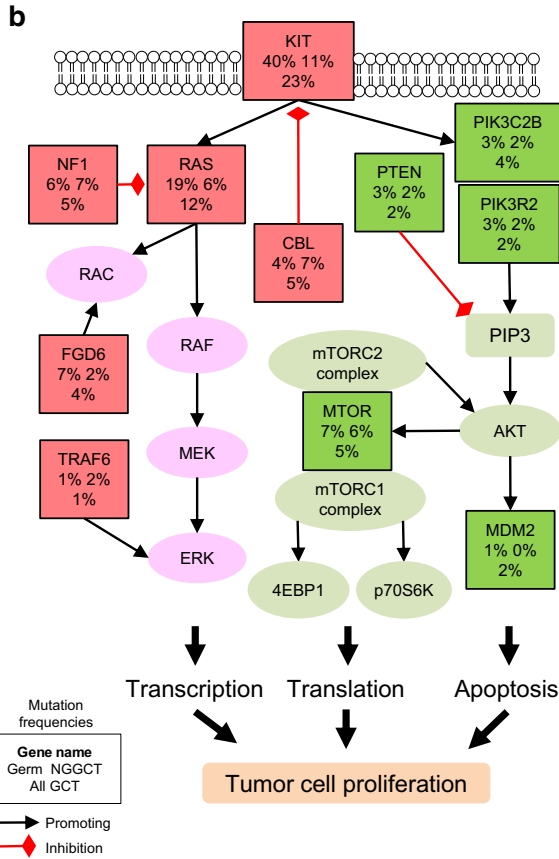 b
KIT
40% 11%
23%
PIK3C2B
3% 2%
4%
NF1
6% 7%
5%
RAS
19% 6%
12%
PTEN
3% 2%
2%
PIK3R2
3% 2%
2%
CBL
4% 7%
5%
RAC
FGD6
7% 2%
4%
RAF
mTORC2
complex
PIP3
MTOR
7% 6%
5%
AKT
TRAF6
1% 2%
1%
MEK
mTORC1
complex
MDM2
1% 0%
2%
ERK
4EBP1
p70S6K
Transcription
Translation
Apoptosis
Mutation
frequencies
Gene name
Germ NGGCT
All GCT
Tumor cell proliferation
Promoting
Inhibition